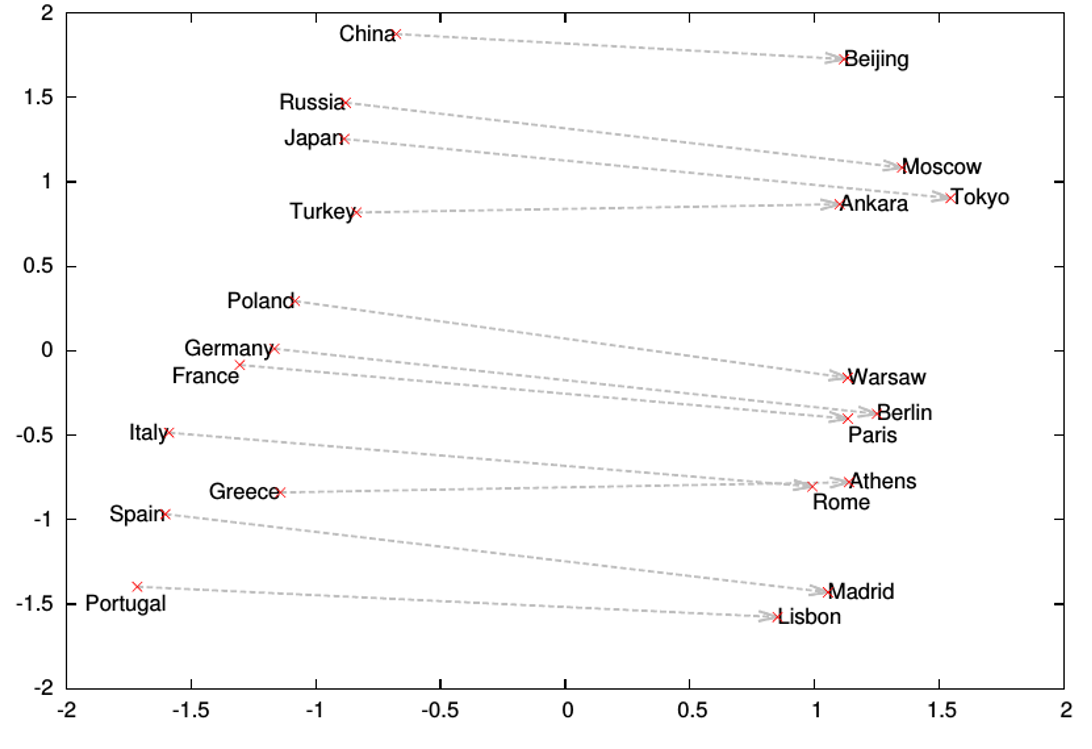 2
China
Beijing
1.5
Russia
Japan
Moscow
1
Tokyo
Turkey
Ankara
0.5
Poland
0
Germany
France
Warsaw
Berlin
-0.5
Italy
Paris
Athens
Greece
Rome
-1
Spain
Madrid
-1.5
Portugal
Lisbon
-2
-2 -1.5 -1 -0.5 0 0.5 1 1.5 2